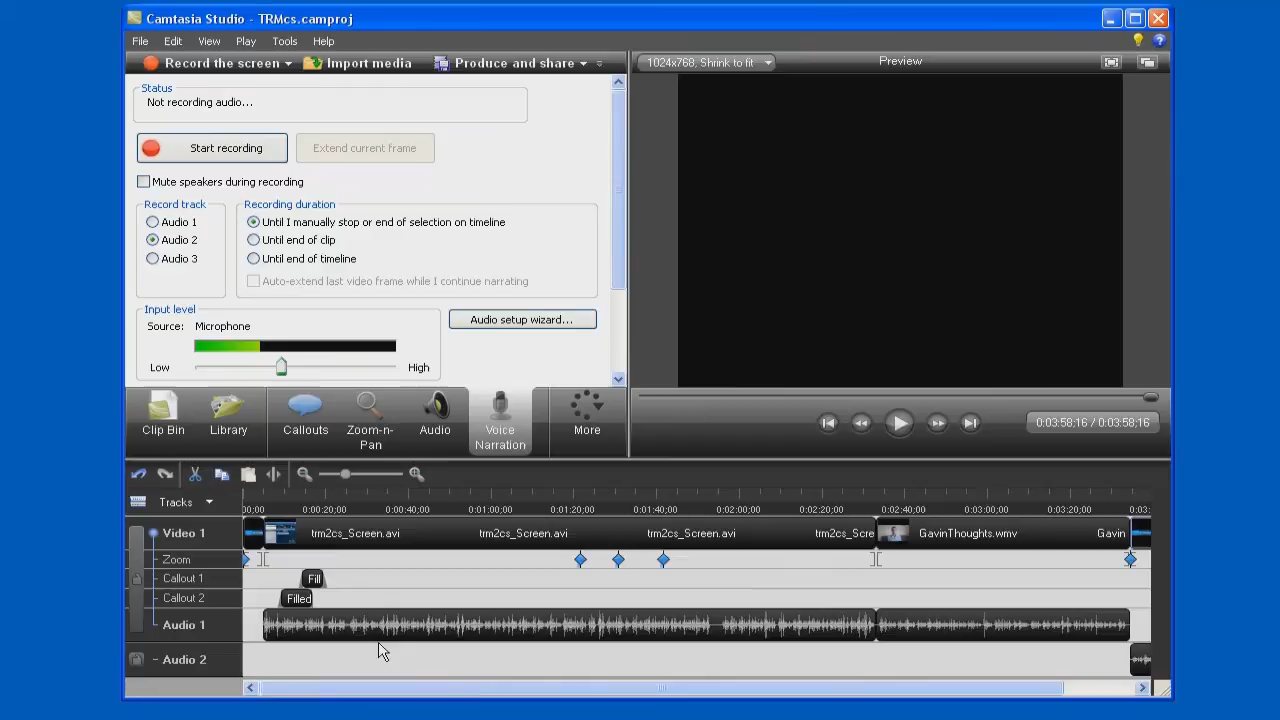 Camtasia Studio - TRMcs.camproj
File Edit View Play Tools Help
Record the screen Import media Produce and share
1024x768, Shrink to fit Preview
Status
Not recording audio...
Start recording Extend current frame
Mute speakers during recording
Record track Recording duration
Audio 1 Until I manually stop or end of selection on timeline
Audio 2 Until end of clip
Audio 3 Until end of timeline
Auto-extend last video frame while I continue narrating
Input level
Source: Microphone Audio setup wizard...
Low High
Clip Bin Library Callouts Zoom-n-Pan Audio Voice Narration More
0:03:58;16 / 0:03:58;16
Tracks 00;00 0:00:20;00 0:00:40;00 0:01:00;00 0:01:20;00 0:01:40;00 0:02:00;00 0:02:20;00 0:02:40;00 0:03:00;00 0:03:20;00 0:03:
Video 1 trm2cs_Screen.avi trm2cs_Screen.avi trm2cs_Screen.avi trm2cs_Scre GavinThoughts.wmv Gavin
Zoom
Callout 1 Fill
Callout 2 Filled
Audio 1
Audio 2